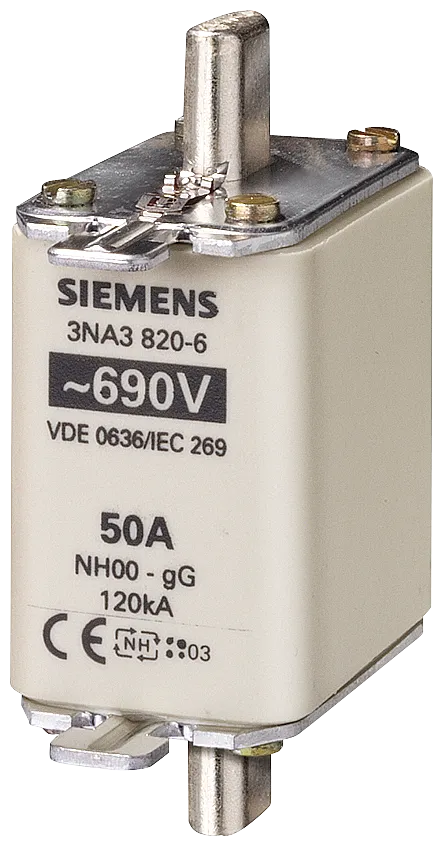 SIEMENS
3NA3 820-6
~690V
VDE 0636/IEC 269
50A
NH00 - gG
120kA
CE NH 03